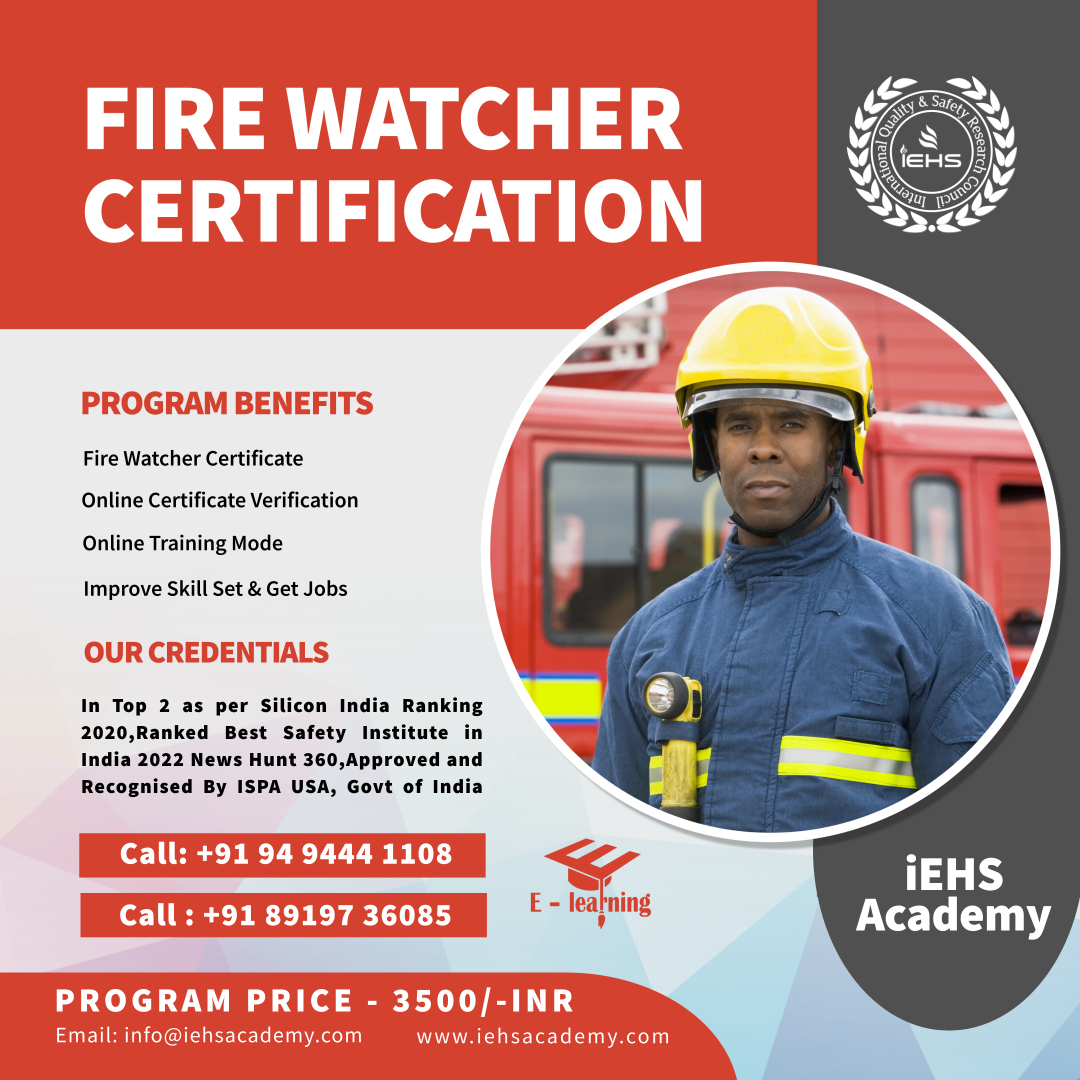 FIRE WATCHER
CERTIFICATION
International Quality & Safety Research Council
iEHS
PROGRAM BENEFITS
Fire Watcher Certificate
Online Certificate Verification
Online Training Mode
Improve Skill Set & Get Jobs
OUR CREDENTIALS
In Top 2 as per Silicon India Ranking
2020,Ranked Best Safety Institute in
India 2022 News Hunt 360,Approved and
Recognised By ISPA USA, Govt of India
Call: +91 94 9444 1108
Call : +91 89197 36085
E - learning
iEHS
Academy
PROGRAM PRICE - 3500/-INR
Email: info@iehsacademy.com
www.iehsacademy.com